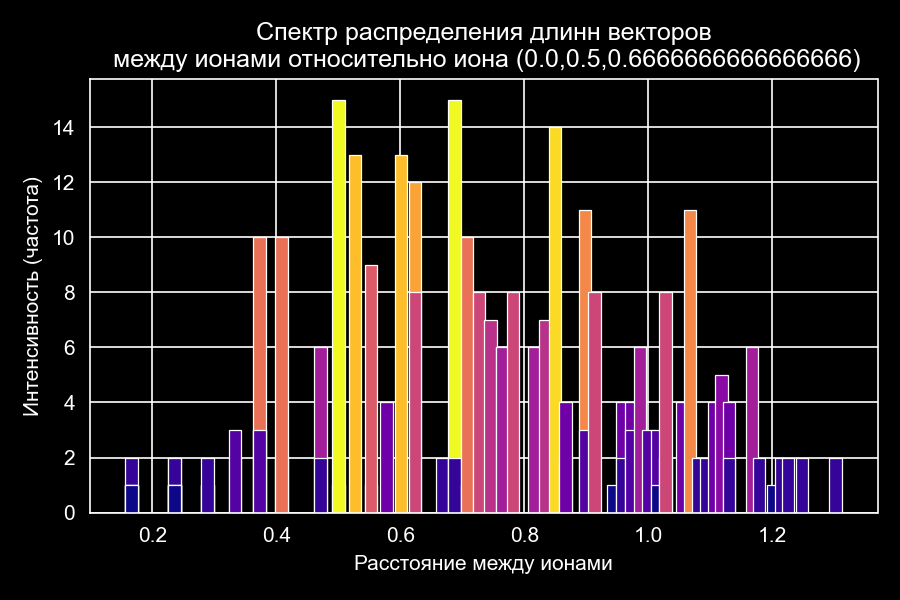 Спектр распределения длинн векторов
между ионами относительно иона (0.0,0.5,0.6666666666666666)
Интенсивность (частота)
14
12
10
8
6
4
2
0
0.2 0.4 0.6 0.8 1.0 1.2
Расстояние между ионами